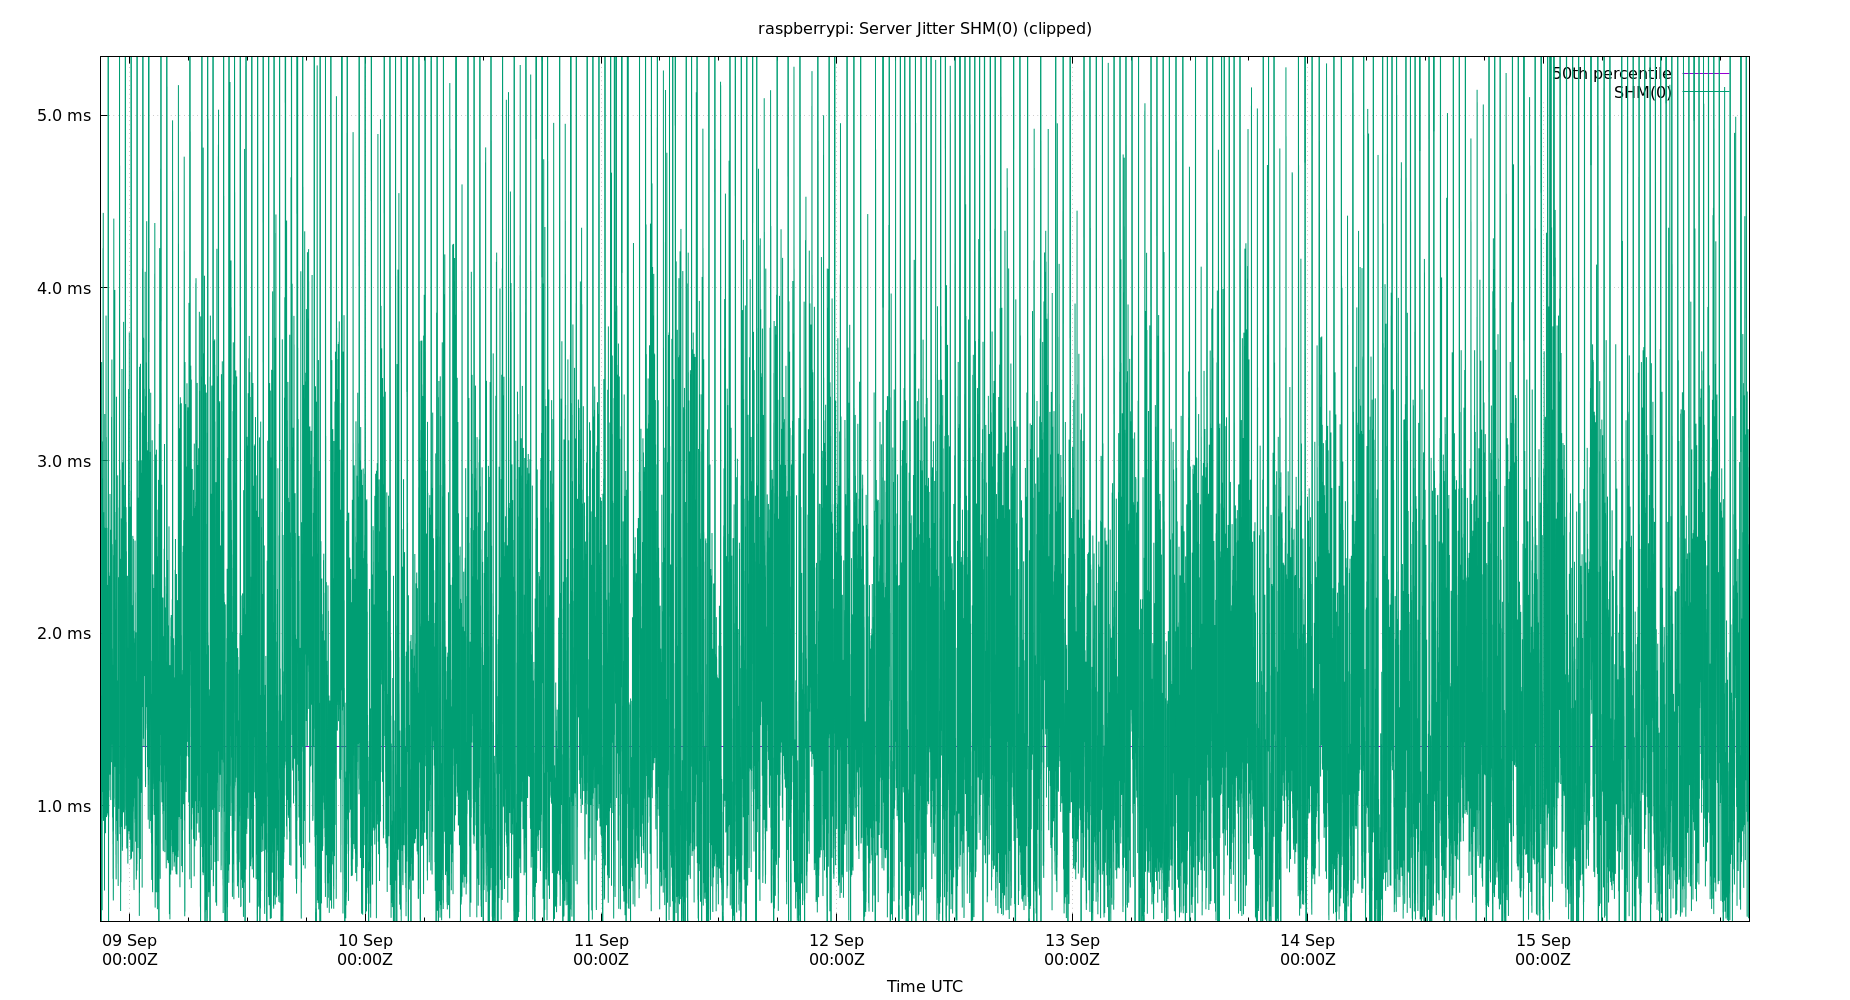 raspberrypi: Server Jitter SHM(0) (clipped)
50th percentile
SHM(0)
5.0 ms
4.0 ms
3.0 ms
2.0 ms
1.0 ms
09 Sep 10 Sep 11 Sep 12 Sep 13 Sep 14 Sep 15 Sep
00:00Z 00:00Z 00:00Z 00:00Z 00:00Z 00:00Z 00:00Z
Time UTC